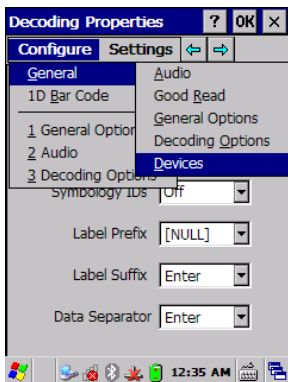 Decoding Properties ? OK ×
Configure Settings
General
1D Bar Code
1 General Option
2 Audio
3 Decoding Options
Audio
Good Read
General Options
Decoding Options
Devices
Symbology IDs Off
Label Prefix [NULL]
Label Suffix Enter
Data Separator Enter
12:35 AM